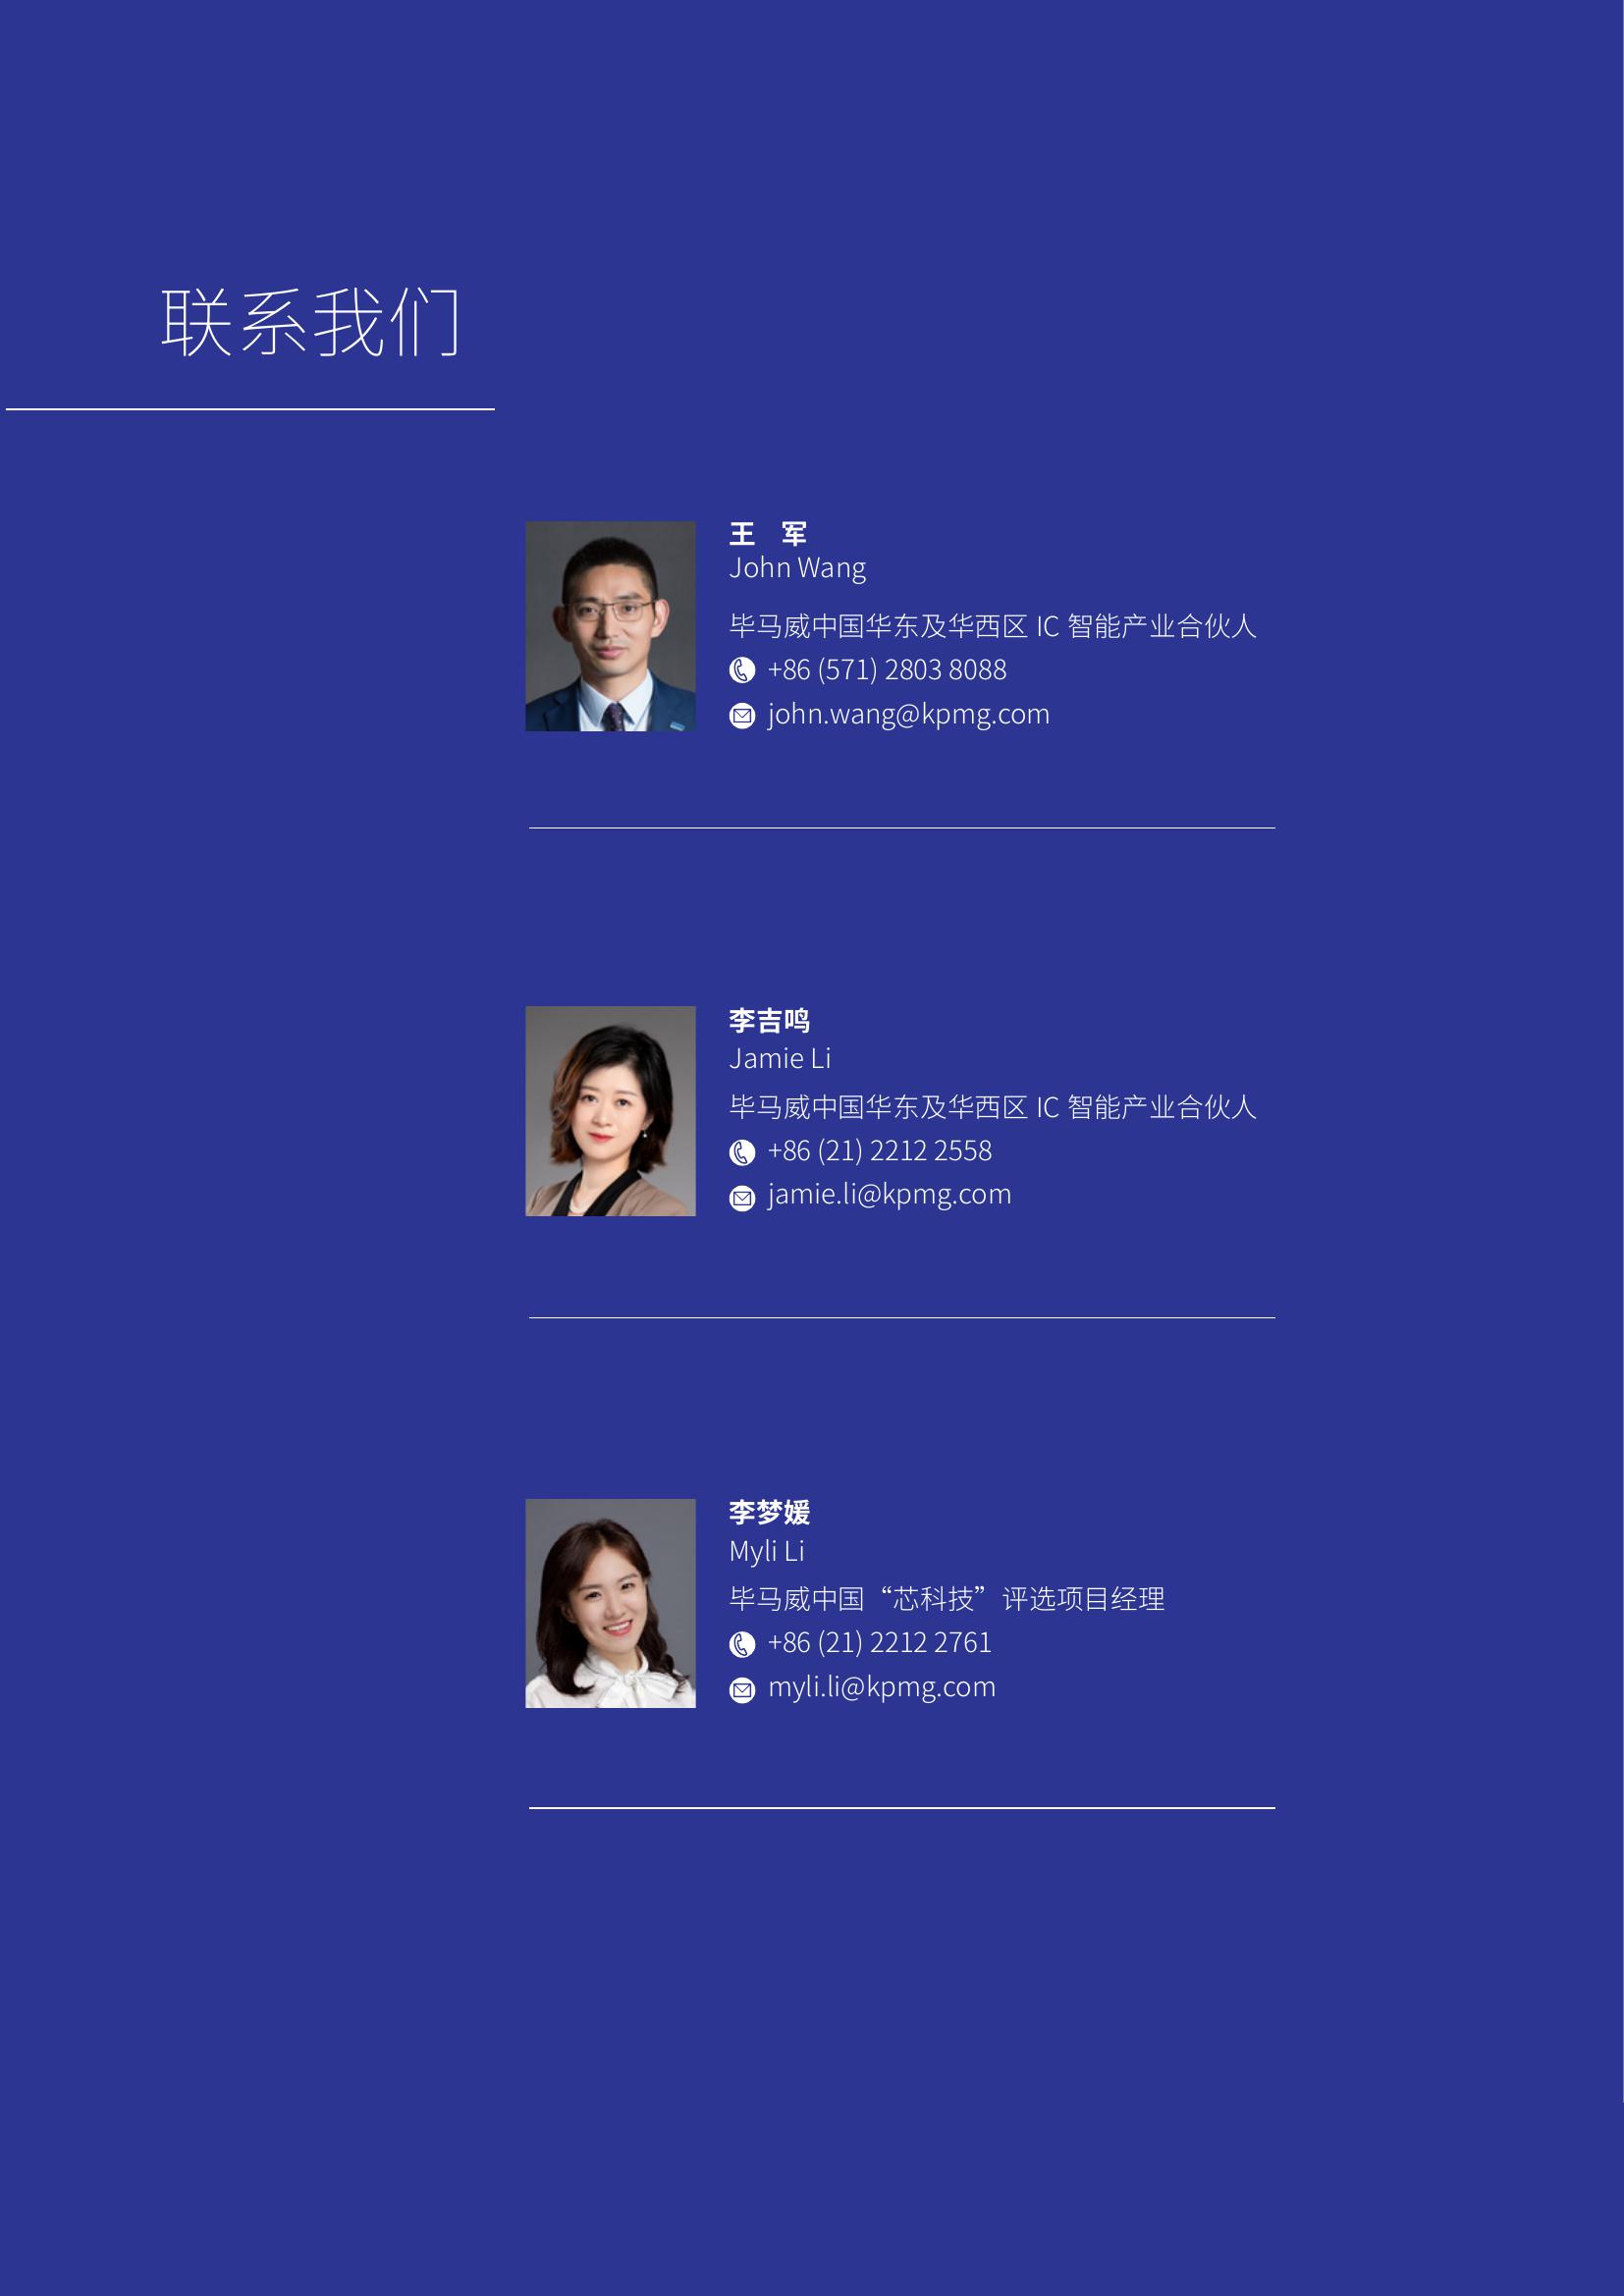 联系我们
王　军
John Wang
毕马威中国华东及华西区 IC 智能产业合伙人
+86 (571) 2803 8088
john.wang@kpmg.com
李吉鸣
Jamie Li
毕马威中国华东及华西区 IC 智能产业合伙人
+86 (21) 2212 2558
jamie.li@kpmg.com
李梦媛
Myli Li
毕马威中国“芯科技”评选项目经理
+86 (21) 2212 2761
myli.li@kpmg.com